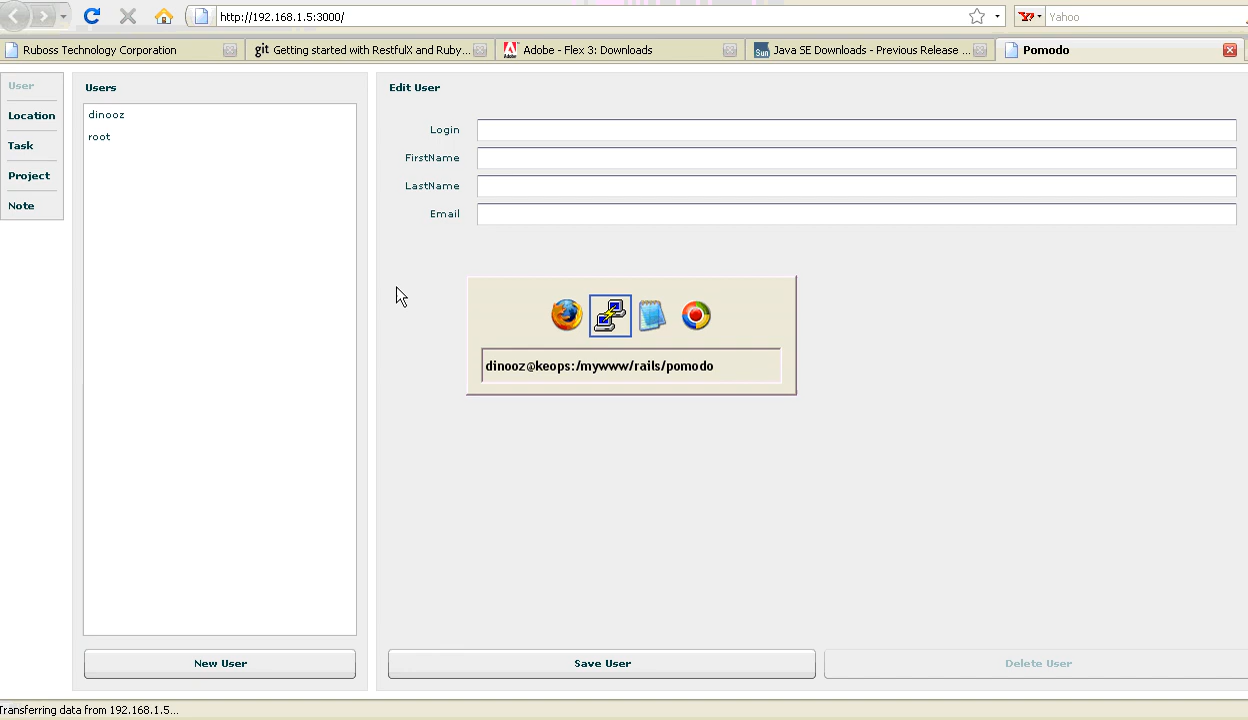 http://192.168.1.5:3000/
Yahoo
Ruboss Technology Corporation
git Getting started with RestfulX and Ruby...
Adobe - Flex 3: Downloads
Sun Java SE Downloads - Previous Release ...
Pomodo
User
Location
Task
Project
Note
Users
dinooz
root
New User
Edit User
Login
FirstName
LastName
Email
dinooz@keops:/mywww/rails/pomodo
Save User
Delete User
Transferring data from 192.168.1.5...